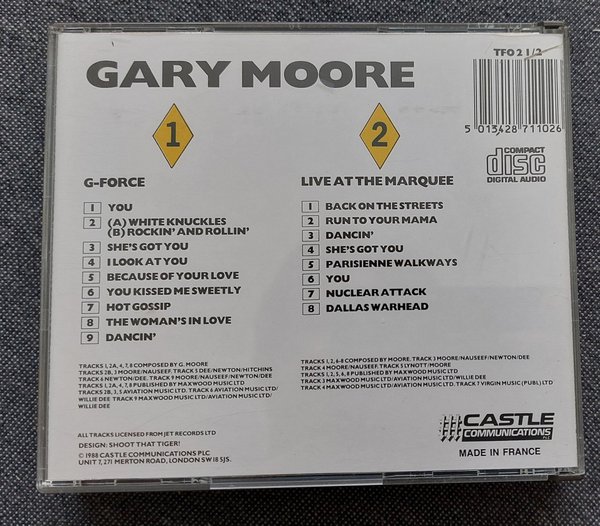 TFO 2 1/2
GARY MOORE
5 013428 711026
1
2
COMPACT
disc
DIGITAL AUDIO
G-FORCE
1 YOU
2 (A) WHITE KNUCKLES
(B) ROCKIN' AND ROLLIN'
3 SHE'S GOT YOU
4 I LOOK AT YOU
5 BECAUSE OF YOUR LOVE
6 YOU KISSED ME SWEETLY
7 HOT GOSSIP
8 THE WOMAN'S IN LOVE
9 DANCIN'
TRACKS 1, 2A, 4, 7, 8 COMPOSED BY G. MOORE
TRACKS 2B, 3 MOORE/NAUSEEF. TRACK 5 DEE/NEWTON/HITCHINS
TRACK 6 NEWTON/DEE. TRACK 9 MOORE/NAUSEEF/NEWTON/DEE
TRACKS 1, 2A, 4, 7, 8 PUBLISHED BY MAXWOOD MUSIC LTD
TRACKS 2B, 3, 5 AVIATION MUSIC LTD. TRACK 6 AVIATION MUSIC LTD/
WILLIE DEE TRACK 9 MAXWOOD MUSIC LTD/AVIATION MUSIC LTD/
WILLIE DEE
LIVE AT THE MARQUEE
1 BACK ON THE STREETS
2 RUN TO YOUR MAMA
3 DANCIN'
4 SHE'S GOT YOU
5 PARISIENNE WALKWAYS
6 YOU
7 NUCLEAR ATTACK
8 DALLAS WARHEAD
TRACKS 1, 2, 6-8 COMPOSED BY MOORE. TRACK 3 MOORE/NAUSEEF/NEWTON/DEE
TRACK 4 MOORE/NAUSEEF. TRACK 5 LYNOTT/MOORE
TRACKS 1, 2, 5, 6, 8 PUBLISHED BY MAXWOOD MUSIC LTD
TRACK 3 MAXWOOD MUSIC LTD/AVIATION MUSIC LTD/WILLIE DEE
TRACK 4 MAXWOOD MUSIC LTD/AVIATION MUSIC LTD. TRACK 7 VIRGIN MUSIC (PUBL) LTD
ALL TRACKS LICENSED FROM JET RECORDS LTD
DESIGN: SHOOT THAT TIGER!
© 1988 CASTLE COMMUNICATIONS PLC
UNIT 7, 271 MERTON ROAD, LONDON SW18 5JS.
CASTLE
COMMUNICATIONS
PLC
MADE IN FRANCE